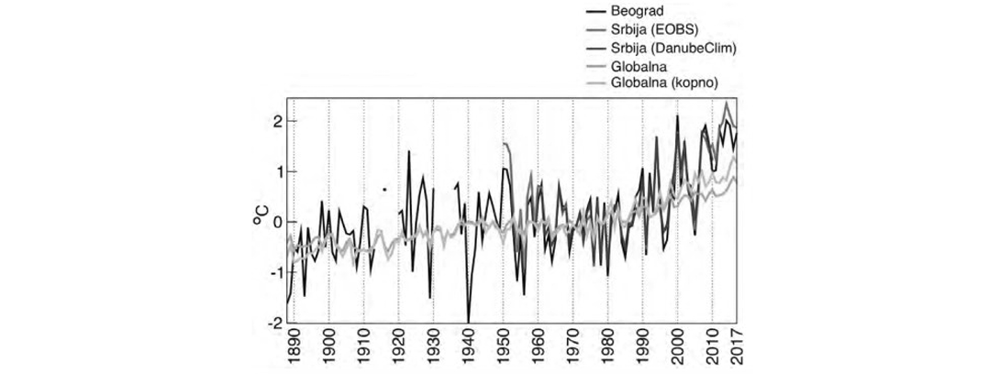 Beograd
Srbija (EOBS)
Srbija (DanubeClim)
Globalna
Globalna (kopno)
2
1
0
-1
-2
°C
1890 1900 1910 1920 1930 1940 1950 1960 1970 1980 1990 2000 2010 2017